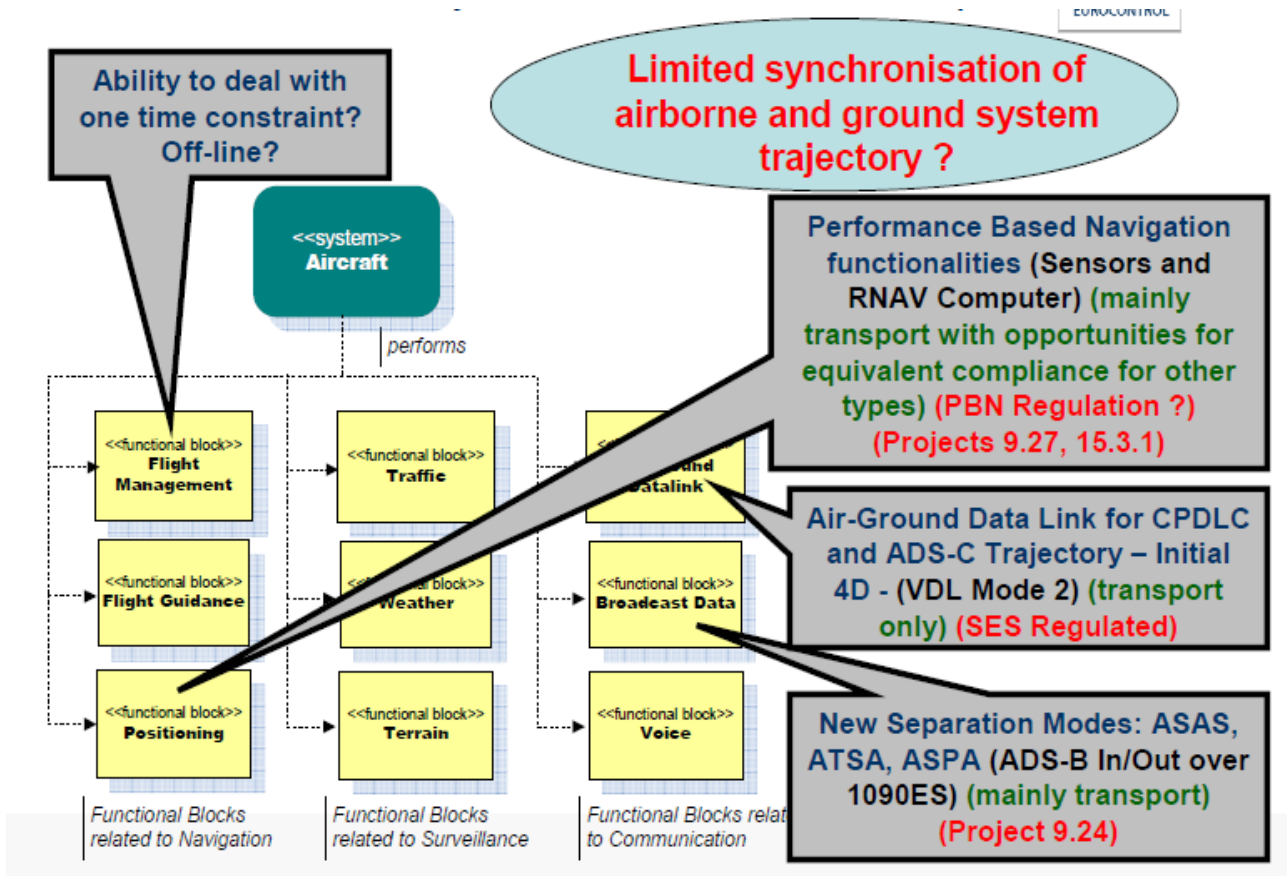 EUROCONTROL
Ability to deal with
one time constraint?
Off-line?
Limited synchronisation of
airborne and ground system
trajectory ?
<<system>>
Aircraft
performs
Performance Based Navigation
functionalities (Sensors and
RNAV Computer) (mainly
transport with opportunities for
equivalent compliance for other
types) (PBN Regulation ?)
(Projects 9.27, 15.3.1)
<<functional block>>
Flight
Management
<<functional block>>
Traffic
Datalink
Air-Ground Data Link for CPDLC
and ADS-C Trajectory – Initial
4D - (VDL Mode 2) (transport
only) (SES Regulated)
<<functional block>>
Flight Guidance
<<functional block>>
Weather
<<functional block>>
Broadcast Data
<<functional block>>
Positioning
<<functional block>>
Terrain
<<functional block>>
Voice
New Separation Modes: ASAS,
ATSA, ASPA (ADS-B In/Out over
1090ES) (mainly transport)
(Project 9.24)
Functional Blocks
related to Navigation
Functional Blocks
related to Surveillance
Functional Blocks relat
to Communication